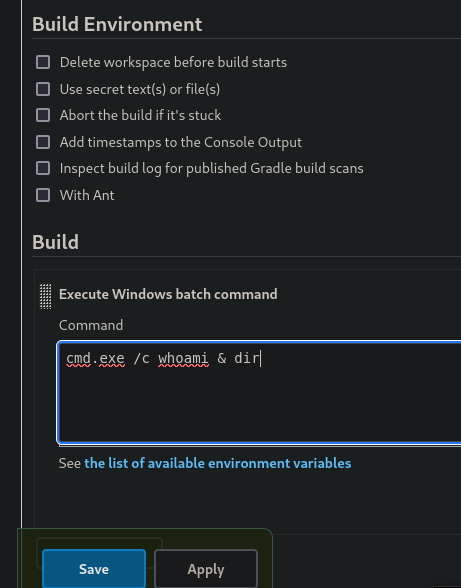 Build Environment
Delete workspace before build starts
Use secret text(s) or file(s)
Abort the build if it's stuck
Add timestamps to the Console Output
Inspect build log for published Gradle build scans
With Ant
Build
Execute Windows batch command
Command
cmd.exe /c whoami & dir
See the list of available environment variables
Save Apply